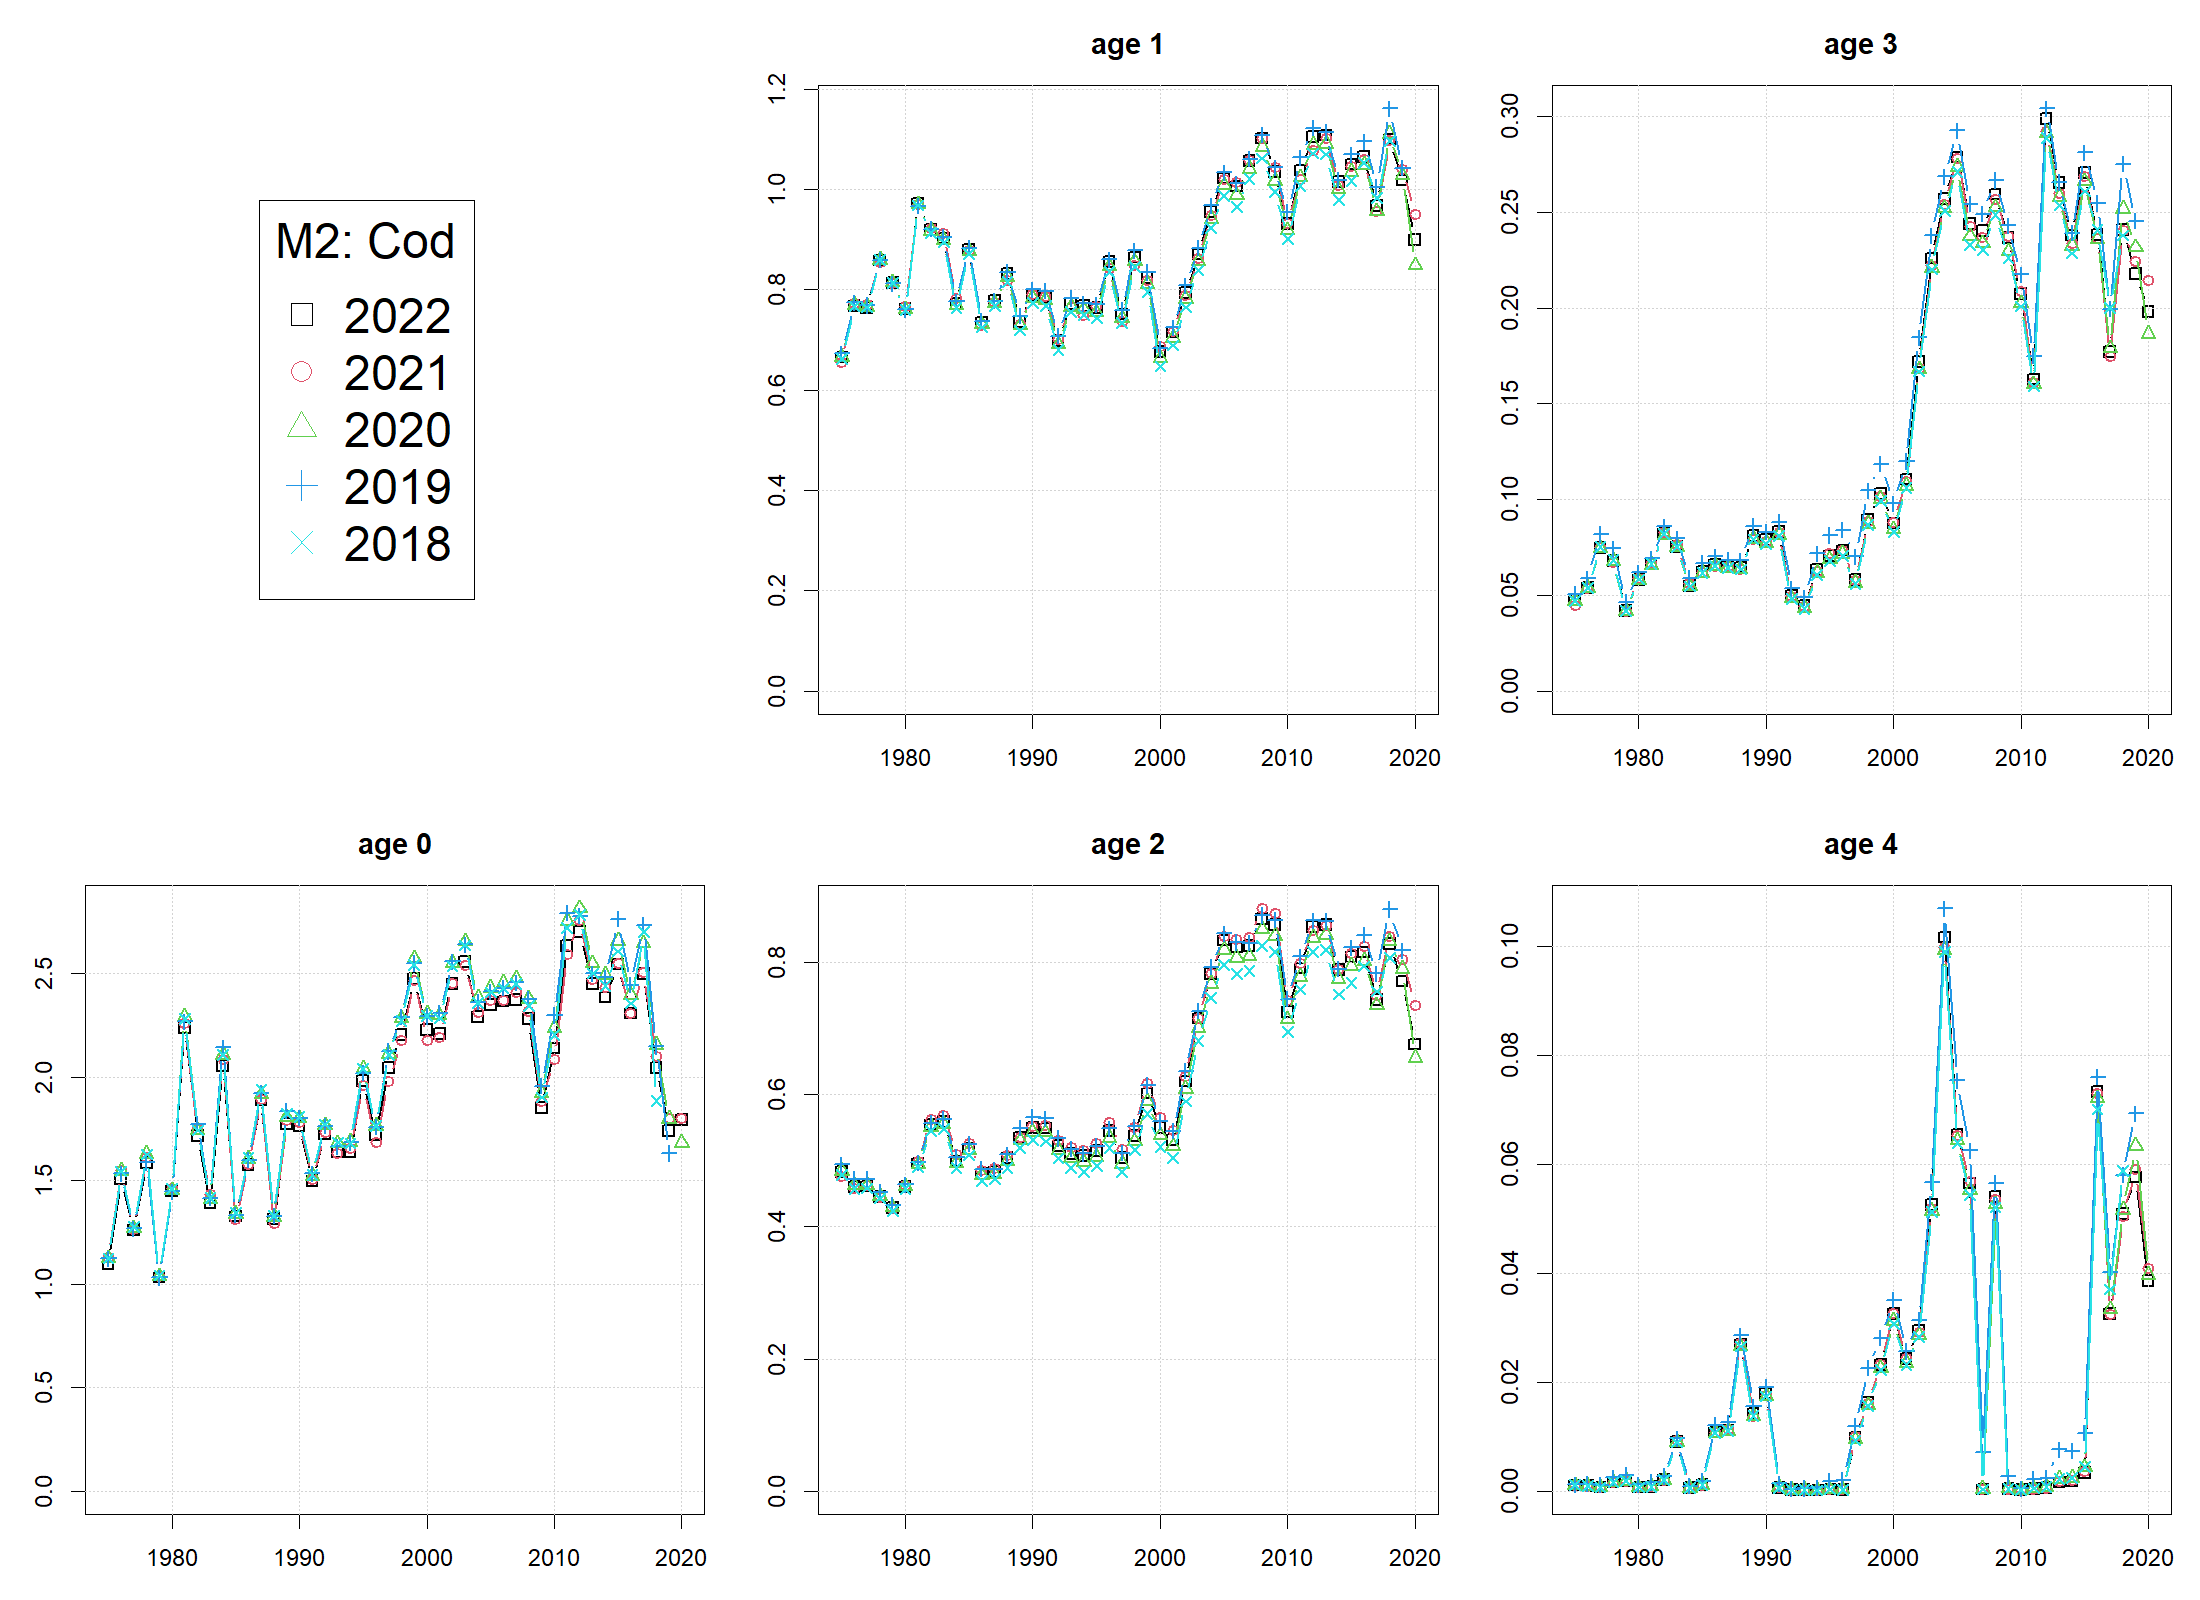 M2: Cod
2022
2021
2020
2019
2018
age 1
0.0 0.2 0.4 0.6 0.8 1.0 1.2
1980 1990 2000 2010 2020
age 3
0.00 0.05 0.10 0.15 0.20 0.25 0.30
1980 1990 2000 2010 2020
age 0
0.0 0.5 1.0 1.5 2.0 2.5
1980 1990 2000 2010 2020
age 2
0.0 0.2 0.4 0.6 0.8
1980 1990 2000 2010 2020
age 4
0.00 0.02 0.04 0.06 0.08 0.10
1980 1990 2000 2010 2020